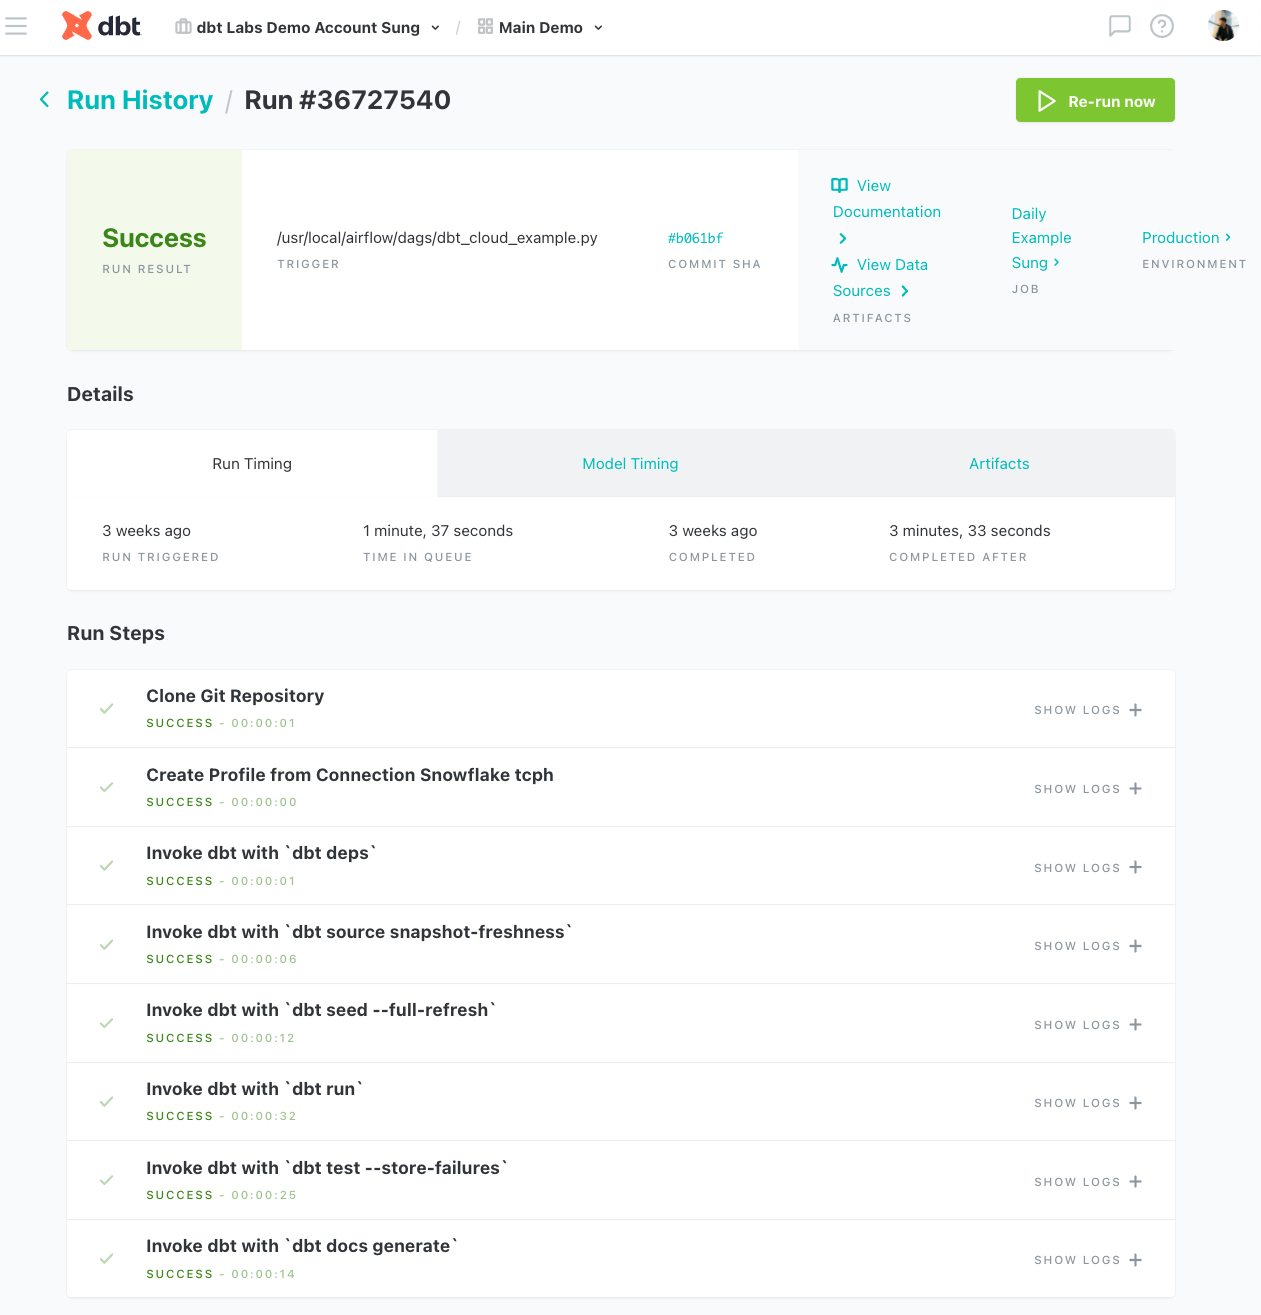 dbt dbt Labs Demo Account Sung / Main Demo
Run History / Run #36727540
Re-run now
Success
RUN RESULT
/usr/local/airflow/dags/dbt_cloud_example.py
TRIGGER
#b061bf
COMMIT SHA
View
Documentation
View Data
Sources
ARTIFACTS
Daily
Example
Sung
JOB
Production
ENVIRONMENT
Details
Run Timing
Model Timing
Artifacts
3 weeks ago
RUN TRIGGERED
1 minute, 37 seconds
TIME IN QUEUE
3 weeks ago
COMPLETED
3 minutes, 33 seconds
COMPLETED AFTER
Run Steps
Clone Git Repository
SUCCESS - 00:00:01
SHOW LOGS
Create Profile from Connection Snowflake tcph
SUCCESS - 00:00:00
SHOW LOGS
Invoke dbt with `dbt deps`
SUCCESS - 00:00:01
SHOW LOGS
Invoke dbt with `dbt source snapshot-freshness`
SUCCESS - 00:00:06
SHOW LOGS
Invoke dbt with `dbt seed --full-refresh`
SUCCESS - 00:00:12
SHOW LOGS
Invoke dbt with `dbt run`
SUCCESS - 00:00:32
SHOW LOGS
Invoke dbt with `dbt test --store-failures`
SUCCESS - 00:00:25
SHOW LOGS
Invoke dbt with `dbt docs generate`
SUCCESS - 00:00:14
SHOW LOGS